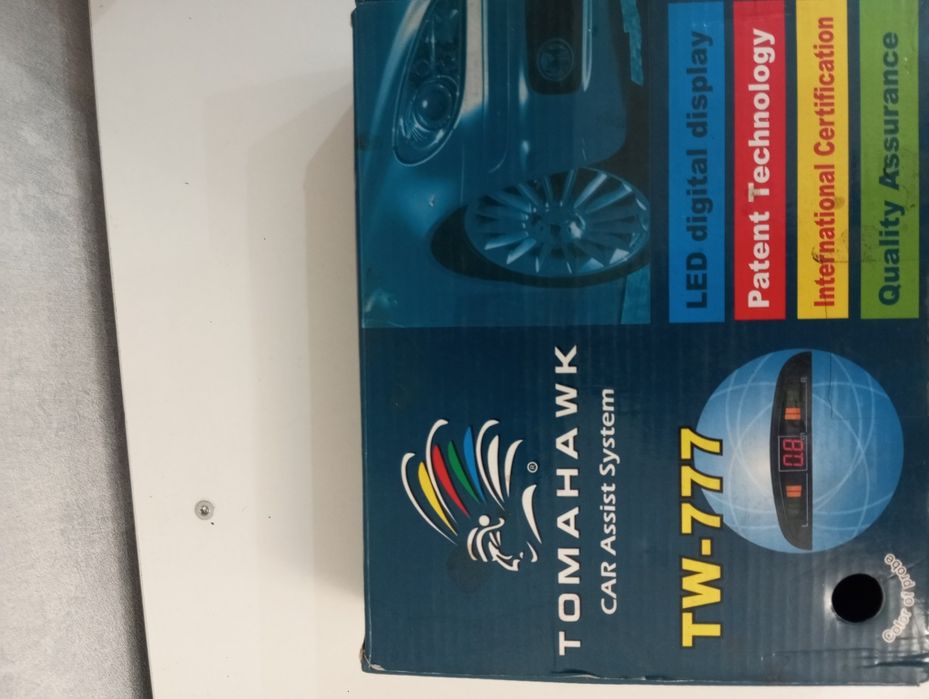 TOMAHAWK
®
CAR Assist System
TW-777
0.8
Color of probe
LED digital display
Patent Technology
International Certification
Quality Assurance